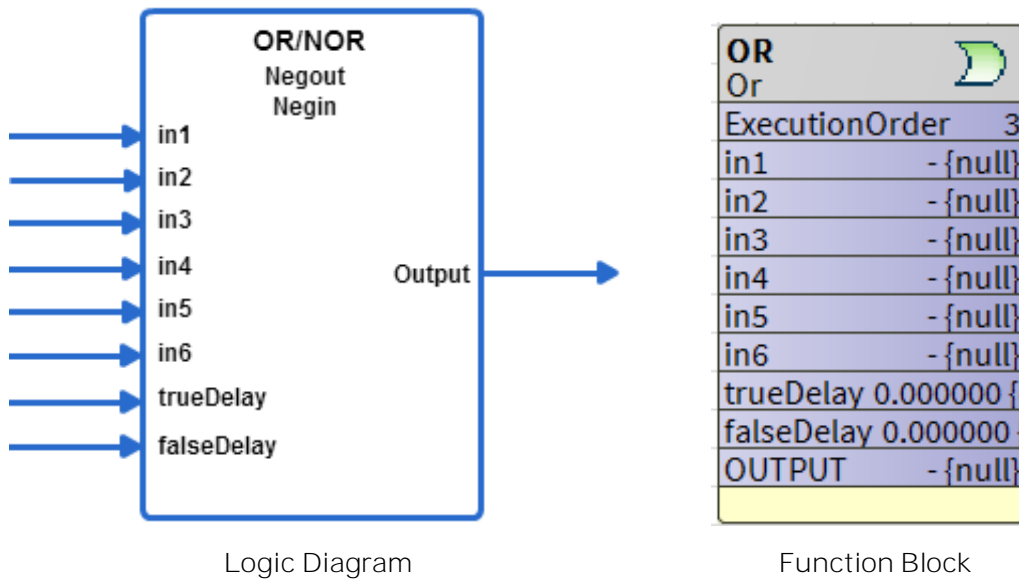 OR/NOR
Negout
Negin
in1
in2
in3
in4
in5
in6
trueDelay
falseDelay
Output
Logic Diagram
OR
Or
ExecutionOrder 3
in1 - {null}
in2 - {null}
in3 - {null}
in4 - {null}
in5 - {null}
in6 - {null}
trueDelay 0.000000 {
falseDelay 0.000000
OUTPUT - {null}
Function Block